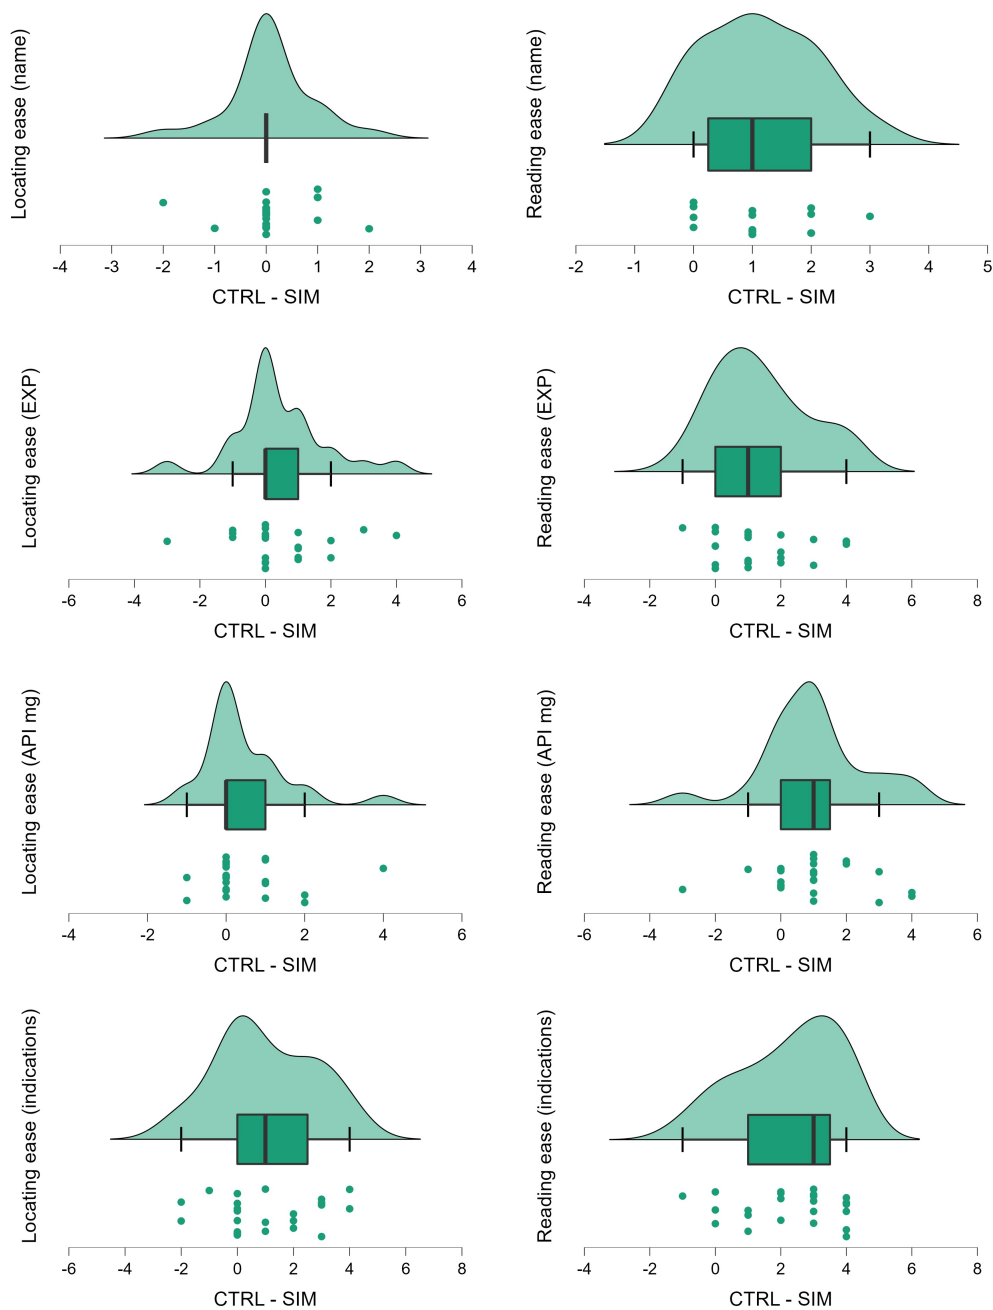 Locating ease (name)
-4 -3 -2 -1 0 1 2 3 4
CTRL - SIM
Reading ease (name)
-2 -1 0 1 2 3 4 5
CTRL - SIM
Locating ease (EXP)
-6 -4 -2 0 2 4 6
CTRL - SIM
Reading ease (EXP)
-4 -2 0 2 4 6 8
CTRL - SIM
Locating ease (API mg)
-4 -2 0 2 4 6
CTRL - SIM
Reading ease (API mg)
-6 -4 -2 0 2 4 6
CTRL - SIM
Locating ease (indications)
-6 -4 -2 0 2 4 6 8
CTRL - SIM
Reading ease (indications)
-4 -2 0 2 4 6 8
CTRL - SIM